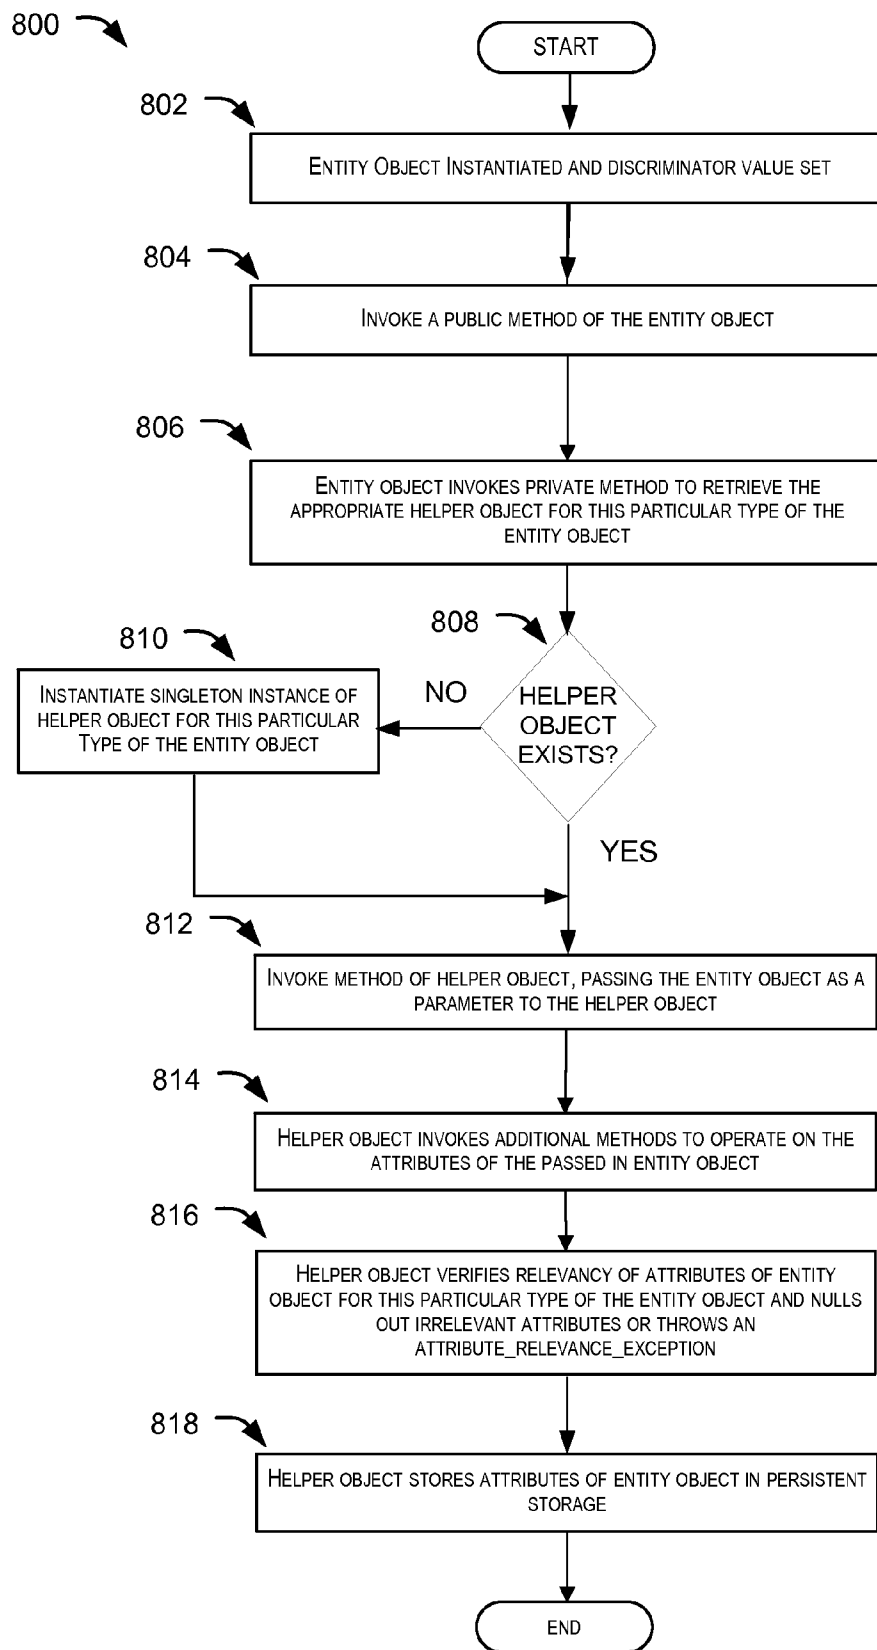 800
START
802
ENTITY OBJECT INSTANTIATED AND DISCRIMINATOR VALUE SET
804
INVOKE A PUBLIC METHOD OF THE ENTITY OBJECT
806
ENTITY OBJECT INVOKES PRIVATE METHOD TO RETRIEVE THE
APPROPRIATE HELPER OBJECT FOR THIS PARTICULAR TYPE OF THE
ENTITY OBJECT
808
HELPER
OBJECT
EXISTS?
NO
810
INSTANTIATE SINGLETON INSTANCE OF
HELPER OBJECT FOR THIS PARTICULAR
TYPE OF THE ENTITY OBJECT
YES
812
INVOKE METHOD OF HELPER OBJECT, PASSING THE ENTITY OBJECT AS A
PARAMETER TO THE HELPER OBJECT
814
HELPER OBJECT INVOKES ADDITIONAL METHODS TO OPERATE ON THE
ATTRIBUTES OF THE PASSED IN ENTITY OBJECT
816
HELPER OBJECT VERIFIES RELEVANCY OF ATTRIBUTES OF ENTITY
OBJECT FOR THIS PARTICULAR TYPE OF THE ENTITY OBJECT AND NULLS
OUT IRRELEVANT ATTRIBUTES OR THROWS AN
ATTRIBUTE_RELEVANCE_EXCEPTION
818
HELPER OBJECT STORES ATTRIBUTES OF ENTITY OBJECT IN PERSISTENT
STORAGE
END